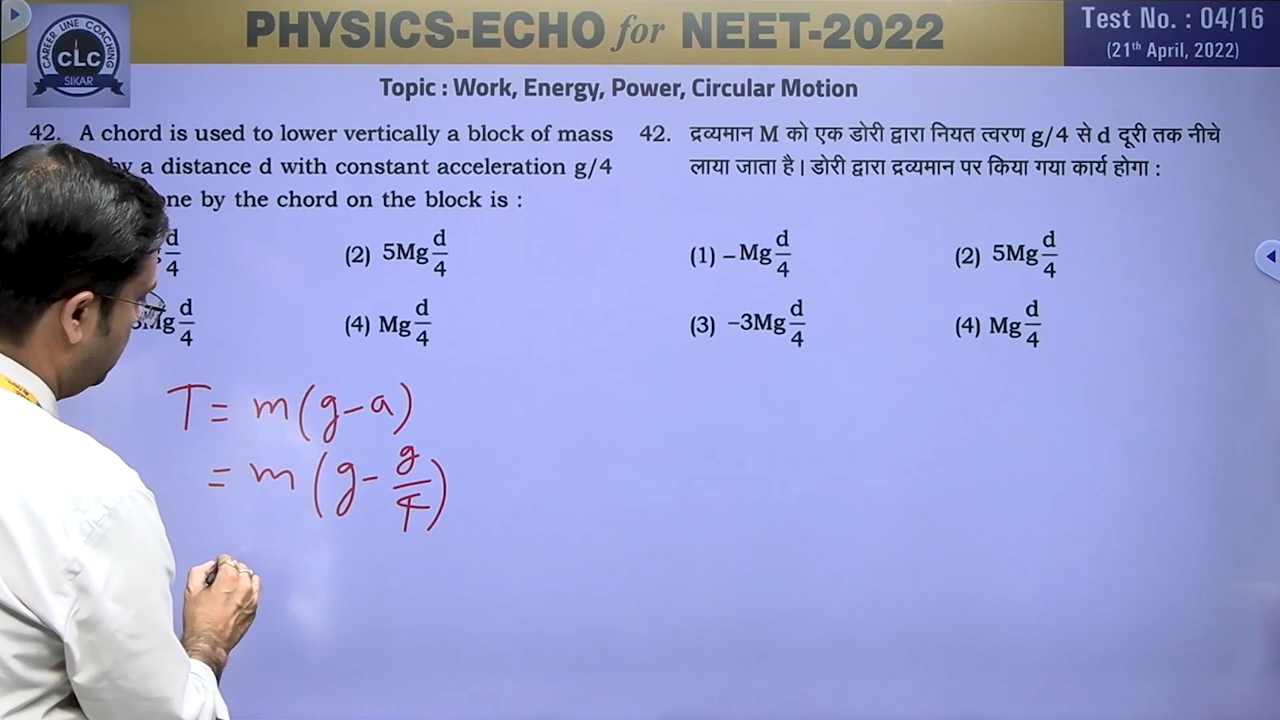 PHYSICS-ECHO for NEET-2022
Test No. : 04/16
(21th April, 2022)
CAREER LINE COACHING
CLC
SIKAR
Topic : Work, Energy, Power, Circular Motion
42. A chord is used to lower vertically a block of mass
by a distance d with constant acceleration g/4
by the chord on the block is :
d/4
(2) 5Mg d/4
Mg d/4
(4) Mg d/4
42. द्रव्यमान M को एक डोरी द्वारा नियत त्वरण g/4 से d दूरी तक नीचे
लाया जाता है। डोरी द्वारा द्रव्यमान पर किया गया कार्य होगा :
(1) – Mg d/4 (2) 5Mg d/4
(3) –3Mg d/4 (4) Mg d/4
T = m(g-a)
= m(g - g/4)